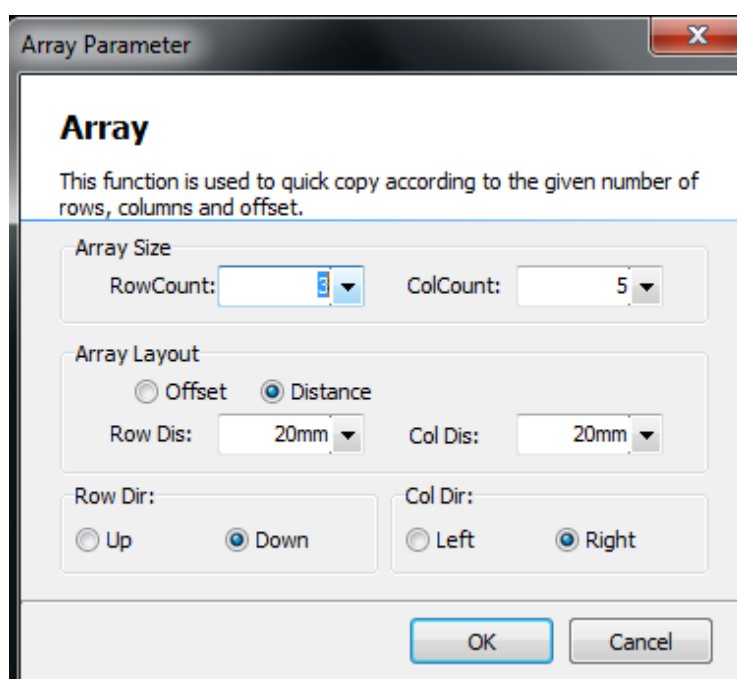 Array Parameter
Array
This function is used to quick copy according to the given number of
rows, columns and offset.
Array Size
RowCount: 3 ColCount: 5
Array Layout
Offset Distance
Row Dis: 20mm Col Dis: 20mm
Row Dir: Col Dir:
Up Down Left Right
OK Cancel